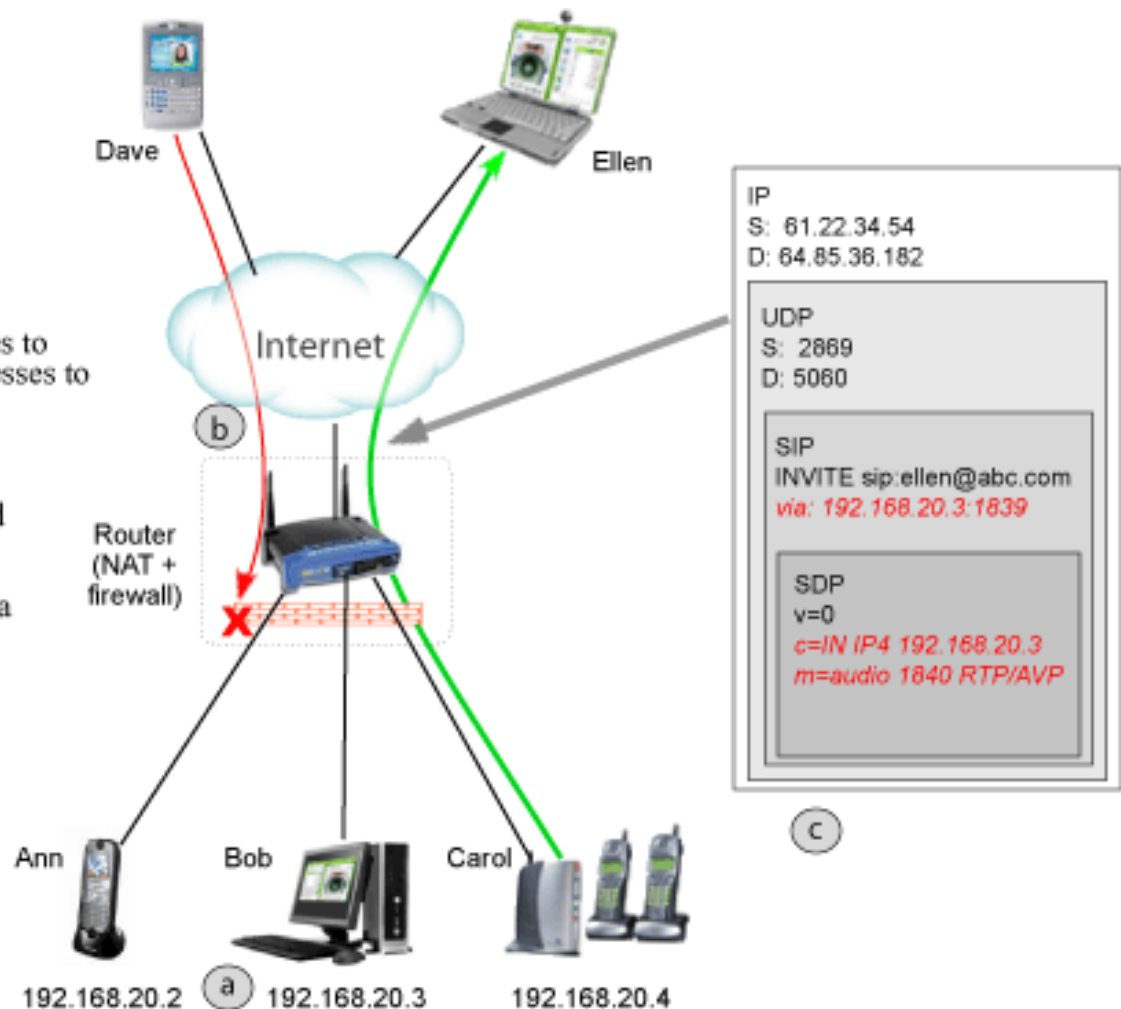 Dave
Ellen
Internet
es to
esses to
b
d
Router
(NAT +
firewall)
a
X
IP
S: 61.22.34.54
D: 64.85.36.182
UDP
S: 2869
D: 5060
SIP
INVITE sip:ellen@abc.com
via: 192.168.20.3:1839
SDP
v=0
c=IN IP4 192.168.20.3
m=audio 1840 RTP/AVP
c
Ann
Bob
Carol
192.168.20.2
a
192.168.20.3
192.168.20.4